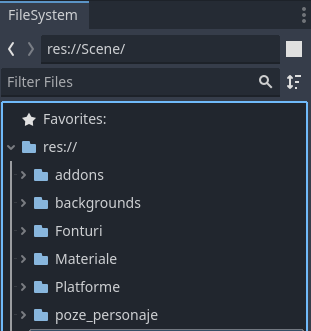 FileSystem
res://Scene/
Filter Files
Favorites:
res://
addons
backgrounds
Fonturi
Materiale
Platforme
poze_personaje